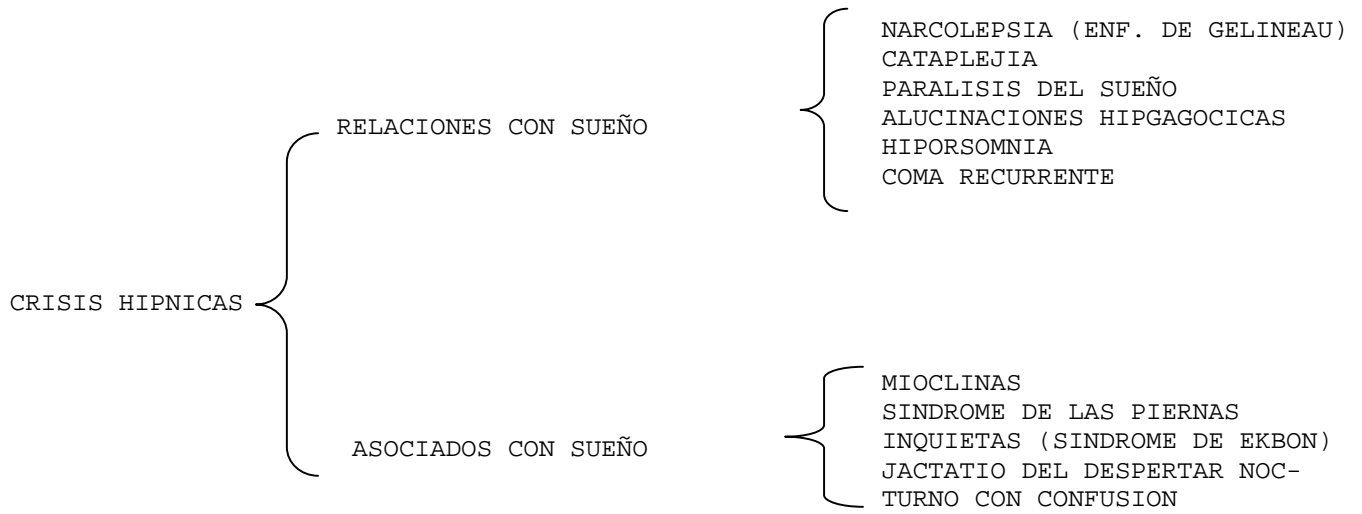 CRISIS HIPNICAS
RELACIONES CON SUEÑO
NARCOLEPSIA (ENF. DE GELINEAU)
CATAPLEJIA
PARALISIS DEL SUEÑO
ALUCINACIONES HIPGAGOCICAS
HIPORSOMNIA
COMA RECURRENTE
ASOCIADOS CON SUEÑO
MIOCLINAS
SINDROME DE LAS PIERNAS
INQUIETAS (SINDROME DE EKBON)
JACTATIO DEL DESPERTAR NOC-
TURNO CON CONFUSION